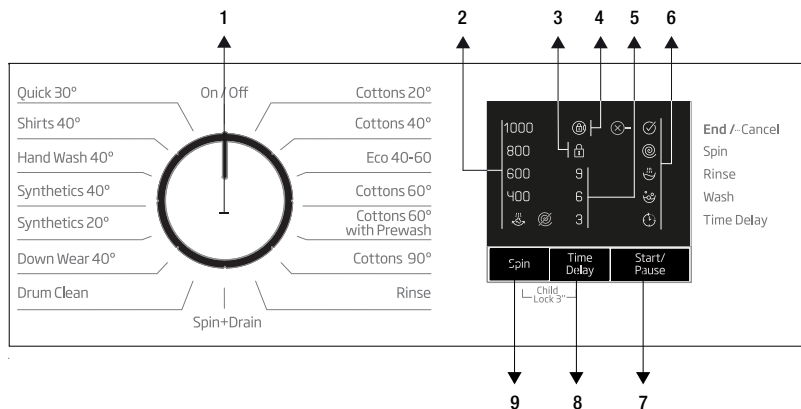 1
2
3
4
5
6
On / Off
Quick 30°
Shirts 40°
Hand Wash 40°
Synthetics 40°
Synthetics 20°
Down Wear 40°
Drum Clean
Spin+Drain
Cottons 20°
Cottons 40°
Eco 40-60
Cottons 60°
Cottons 60°
with Prewash
Cottons 90°
Rinse
1000
800
600
400
9
6
3
End / Cancel
Spin
Rinse
Wash
Time Delay
Spin
Time
Delay
Start/
Pause
Child
Lock 3"
9
8
7